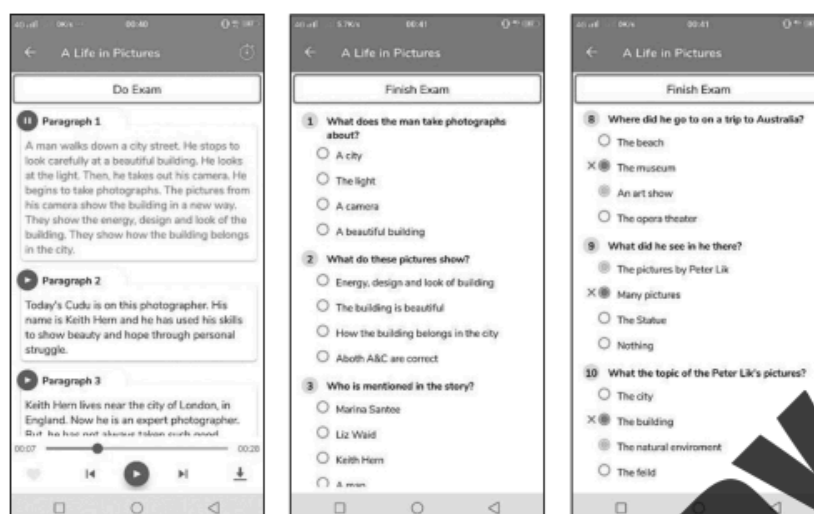 00:40
A Life in Pictures
Do Exam
Paragraph 1
A man walks down a city street. He stops to
look carefully at a beautiful building. He looks
at the light. Then, he takes out his camera. He
begins to take photographs. The pictures from
his camera show the building in a new way.
They show the energy, design and look of the
building. They show how the building belongs
in the city.
Paragraph 2
Today's Cudu is on this photographer. His
name is Keith Hern and he has used his skills
to show beauty and hope through personal
struggle.
Paragraph 3
Keith Hern lives near the city of London, in
England. Now he is an expert photographer.
But, he has not always taken such good
00:07
00:28
00:41
A Life in Pictures
Finish Exam
1 What does the man take photographs
about?
A city
The light
A camera
A beautiful building
2 What do these pictures show?
Energy, design and look of building
The building is beautiful
How the building belongs in the city
Aboth A&C are correct
3 Who is mentioned in the story?
Marina Santee
Liz Waid
Keith Hern
A man
00:41
A Life in Pictures
Finish Exam
8 Where did he go to on a trip to Australia?
The beach
The museum
An art show
The opera theater
9 What did he see in he there?
The pictures by Peter Lik
Many pictures
The Statue
Nothing
10 What the topic of the Peter Lik's pictures?
The city
The building
The natural enviroment
The feild